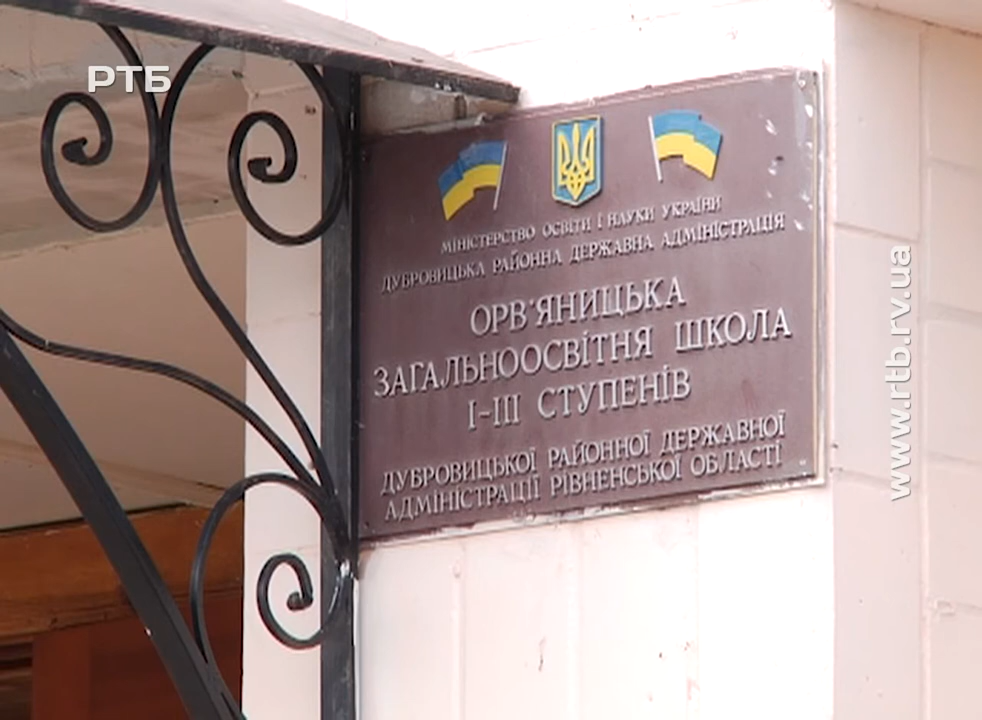 РТБ
МІНІСТЕРСТВО ОСВІТИ І НАУКИ УКРАЇНИ
ДУБРОВИЦЬКА РАЙОННА ДЕРЖАВНА АДМІНІСТРАЦІЯ
ОРВ'ЯНИЦЬКА
ЗАГАЛЬНООСВІТНЯ ШКОЛА
І-ІІІ СТУПЕНІВ
ДУБРОВИЦЬКОЇ РАЙОННОЇ ДЕРЖАВНОЇ
АДМІНІСТРАЦІЇ РІВНЕНСЬКОЇ ОБЛАСТІ
www.rtb.rv.ua